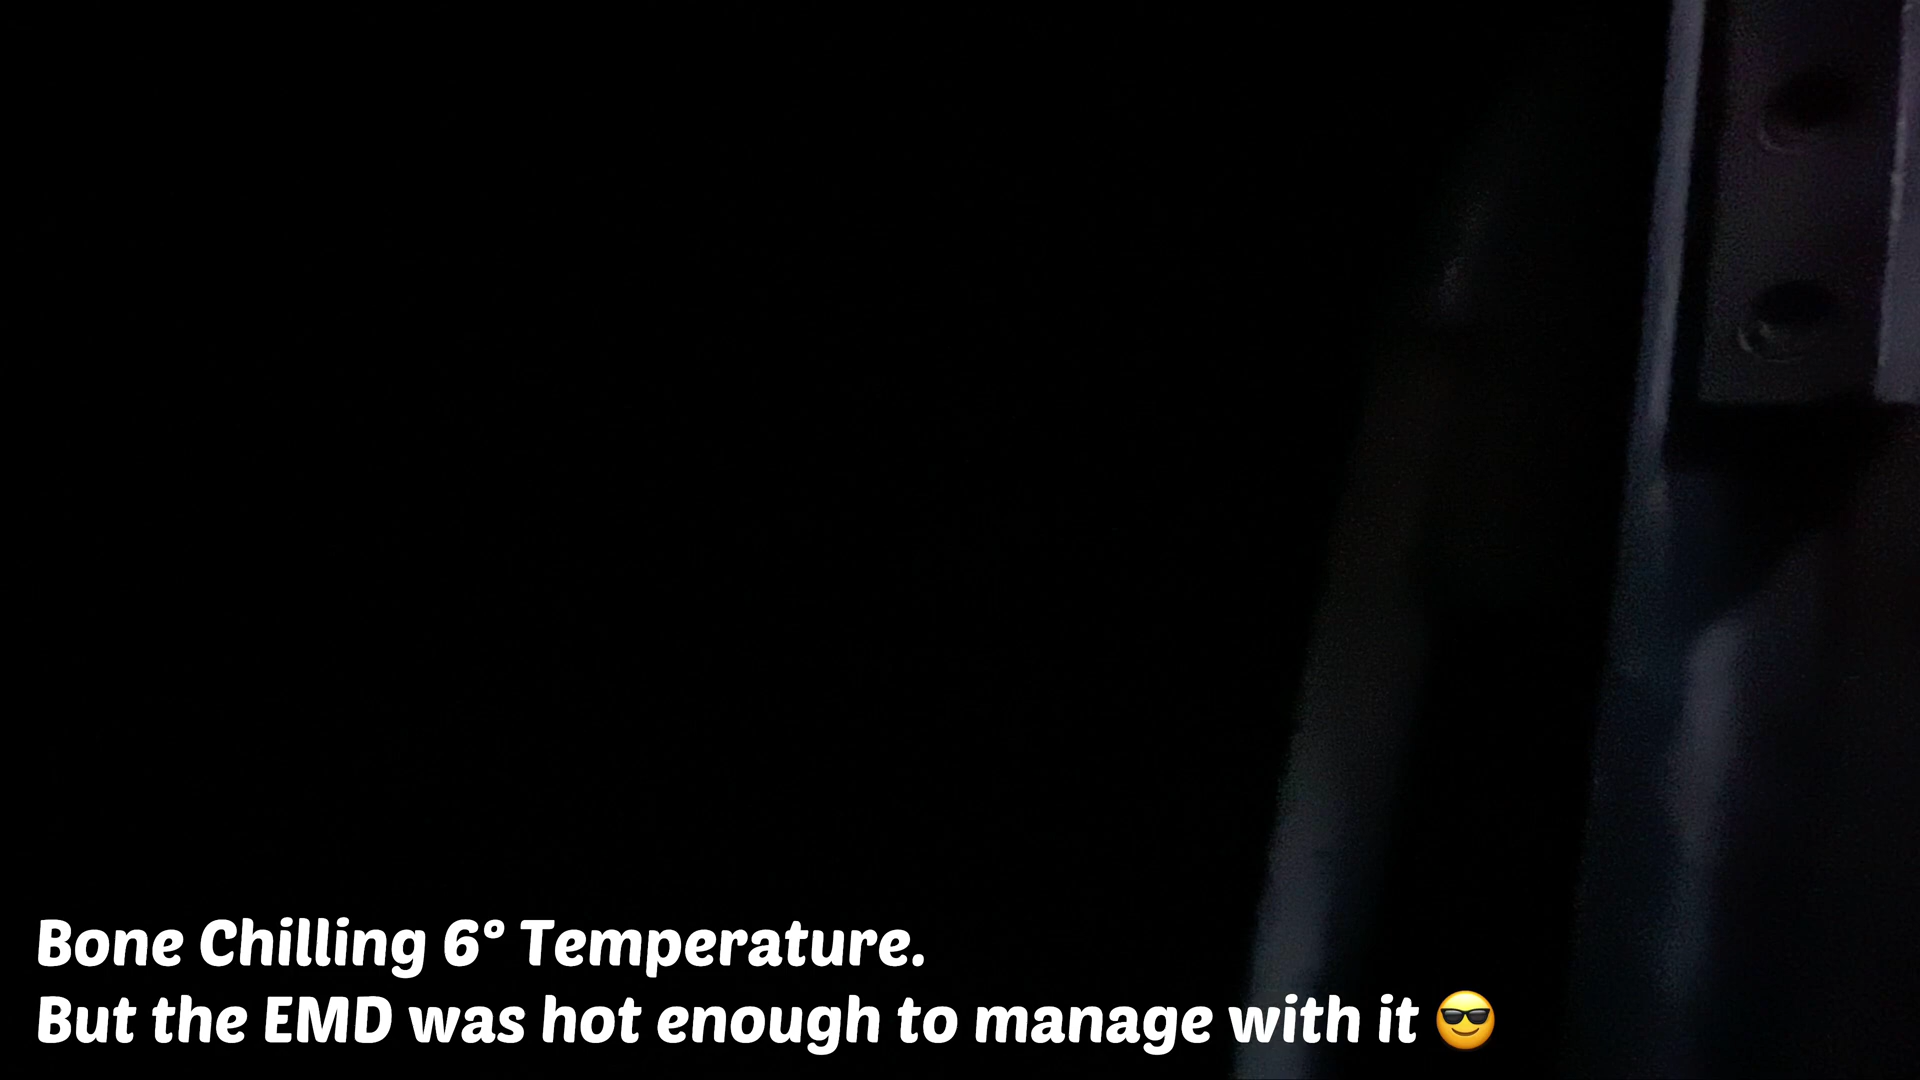 Bone Chilling 6° Temperature.
But the EMD was hot enough to manage with it 😎